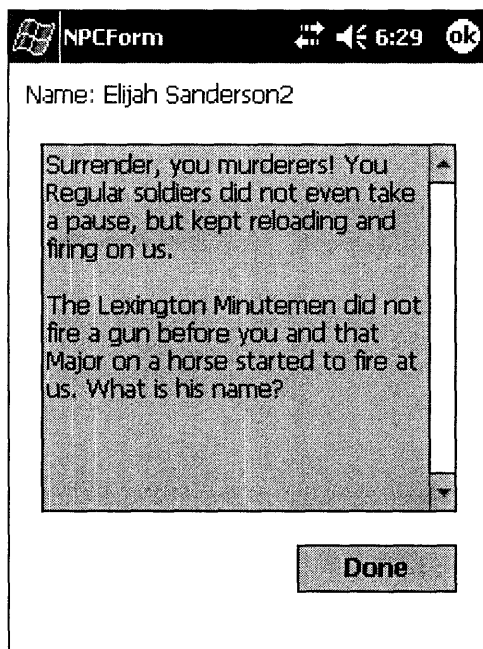 NPCForm 6:29 ok
Name: Elijah Sanderson2
Surrender, you murderers! You
Regular soldiers did not even take
a pause, but kept reloading and
firing on us.
The Lexington Minutemen did not
fire a gun before you and that
Major on a horse started to fire at
us. What is his name?
Done